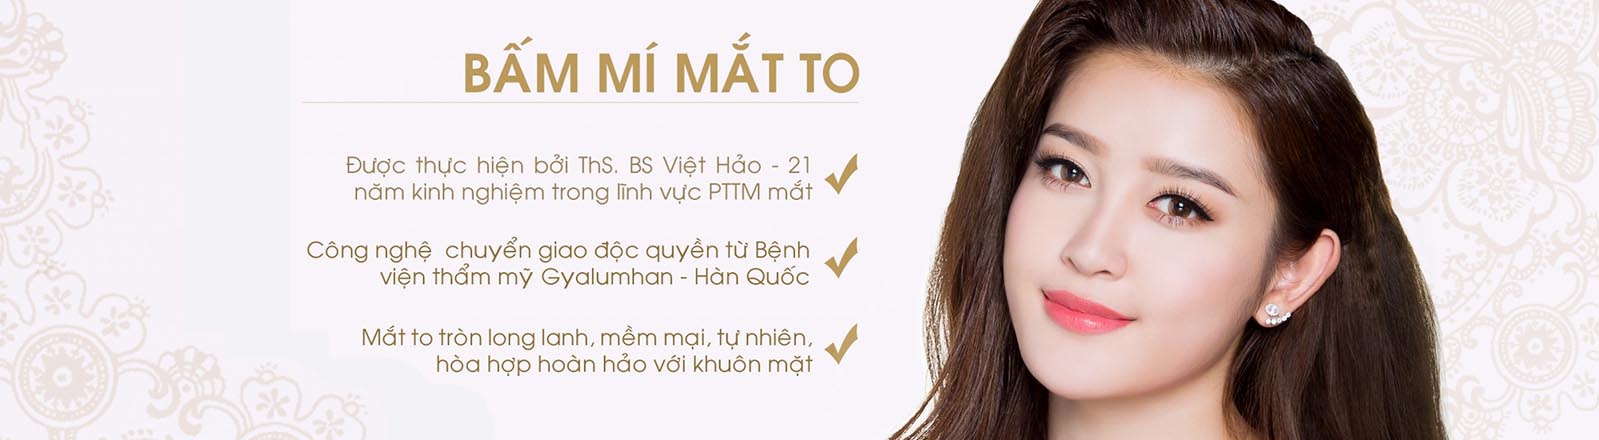 BẤM MÍ MẮT TO
Được thực hiện bởi ThS. BS Việt Hảo - 21
năm kinh nghiệm trong lĩnh vực PTTM mắt
Công nghệ chuyển giao độc quyền từ Bệnh
viện thẩm mỹ Gyalumhan - Hàn Quốc
Mắt to tròn long lanh, mềm mại, tự nhiên,
hòa hợp hoàn hảo với khuôn mặt